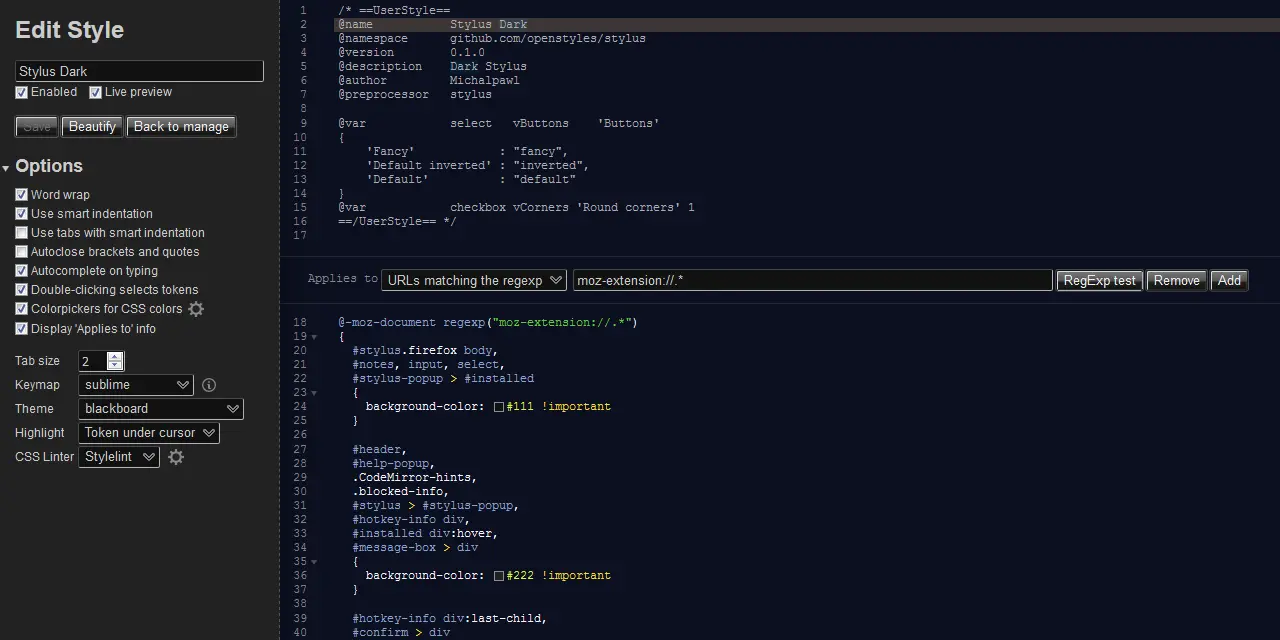 Edit Style
Stylus Dark
Enabled Live preview
Save Beautify Back to manage
Options
Word wrap
Use smart indentation
Use tabs with smart indentation
Autoclose brackets and quotes
Autocomplete on typing
Double-clicking selects tokens
Colorpickers for CSS colors
Display 'Applies to' info
Tab size 2
Keymap sublime
Theme blackboard
Highlight Token under cursor
CSS Linter Stylelint
1 /* ==UserStyle==
2 @name Stylus Dark
3 @namespace github.com/openstyles/stylus
4 @version 0.1.0
5 @description Dark Stylus
6 @author Michalpawl
7 @preprocessor stylus
8
9 @var select vButtons 'Buttons'
10 {
11 'Fancy' : "fancy",
12 'Default inverted' : "inverted",
13 'Default' : "default"
14 }
15 @var checkbox vCorners 'Round corners' 1
16 ==/UserStyle== */
17
Applies to URLs matching the regexp moz-extension://.* RegExp test Remove Add
18 @-moz-document regexp("moz-extension://.*")
19 {
20 #stylus.firefox body,
21 #notes, input, select,
22 #stylus-popup > #installed
23 {
24 background-color: #111 !important
25 }
26
27 #header,
28 #help-popup,
29 .CodeMirror-hints,
30 .blocked-info,
31 #stylus > #stylus-popup,
32 #hotkey-info div,
33 #installed div:hover,
34 #message-box > div
35 {
36 background-color: #222 !important
37 }
38
39 #hotkey-info div:last-child,
40 #confirm > div